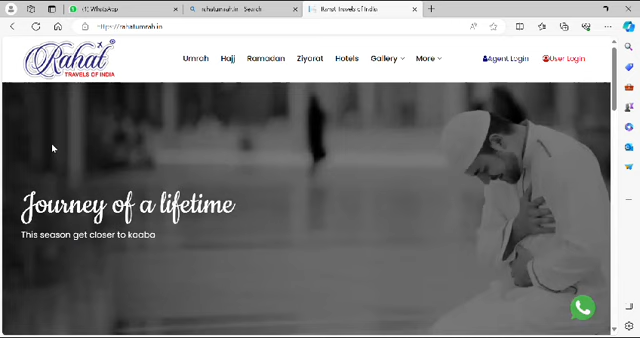 (1) WhatsApp
rahatumrah.in - Search
Rahat Travels of India
https://rahatumrah.in
Rahat
TRAVELS OF INDIA
Umrah Hajj Ramadan Ziyarat Hotels Gallery More Agent Login User Login
Journey of a lifetime
This season get closer to kaaba